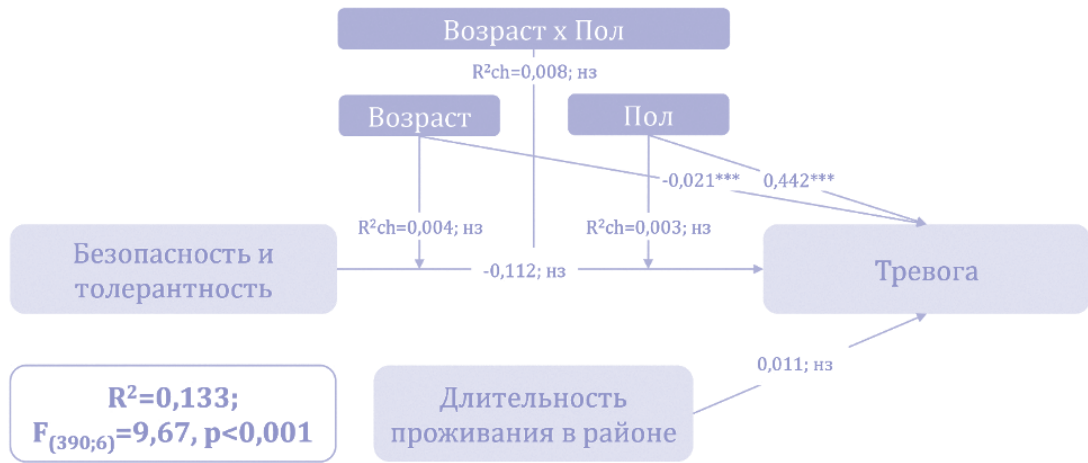 Возраст x Пол
R²ch=0,008; нз
Возраст
Пол
-0,021***
0,442***
R²ch=0,004; нз
R²ch=0,003; нз
Безопасность и
толерантность
-0,112; нз
Тревога
0,011; нз
R²=0,133;
F(390;6)=9,67, p<0,001
Длительность
проживания в районе